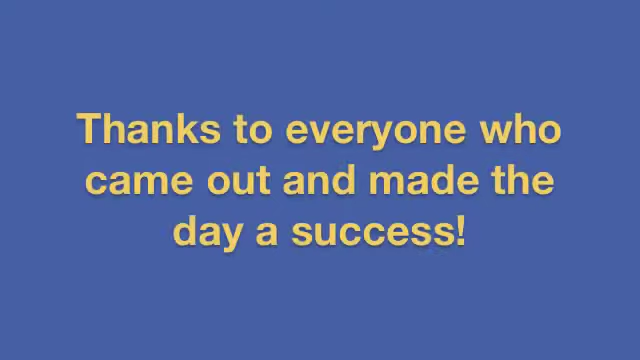 Thanks to everyone who
came out and made the
day a success!